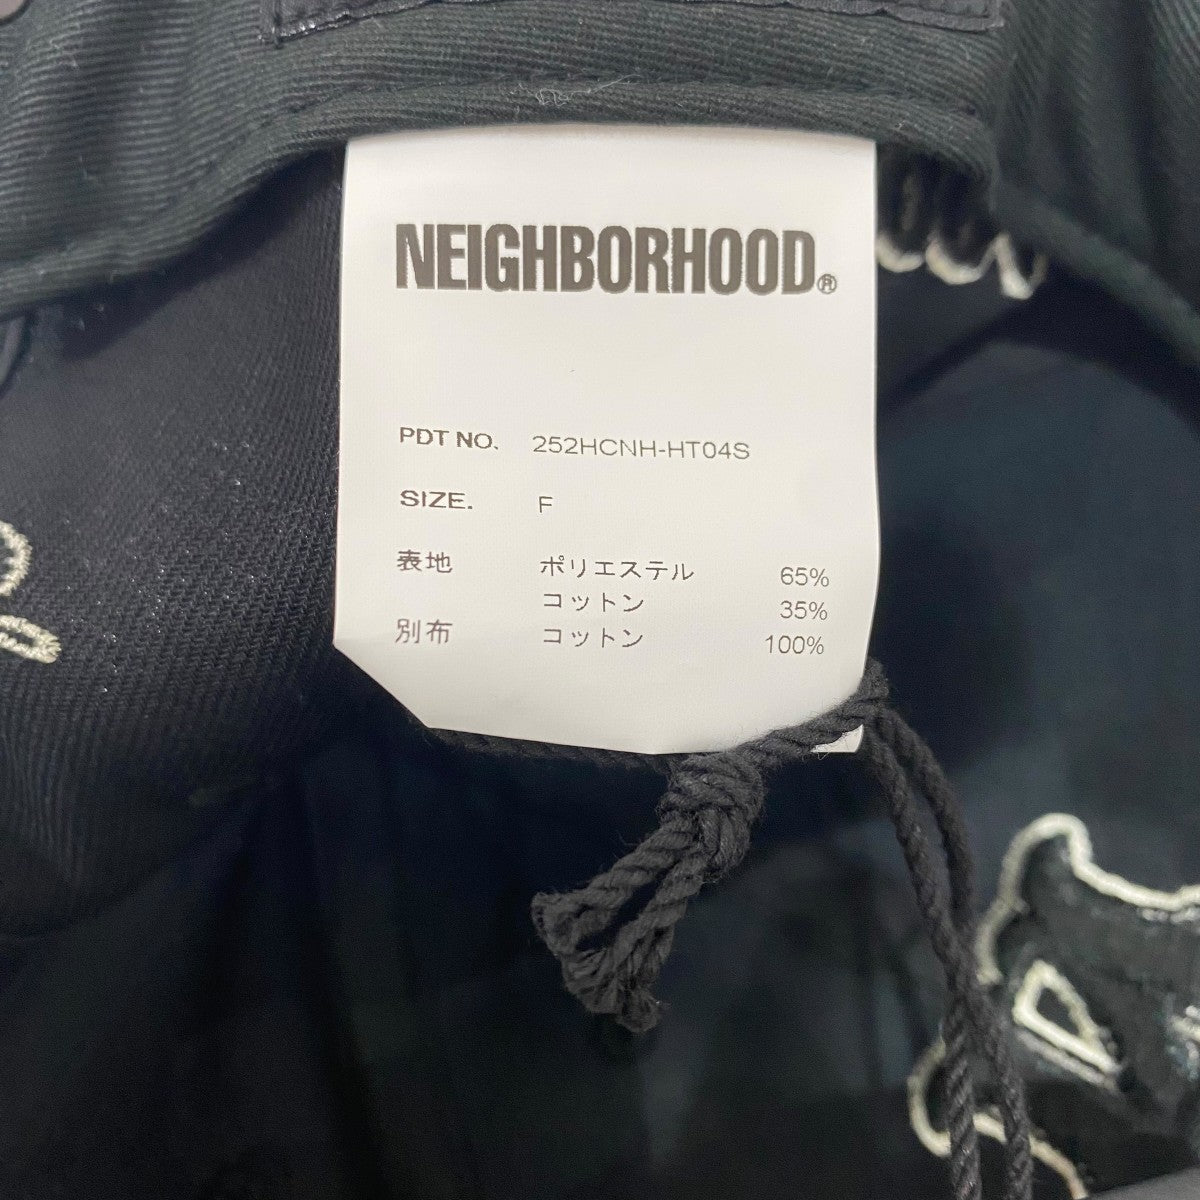 NEIGHBORHOOD®
PDT NO. 252HCNH-HT04S
SIZE. F
表地 ポリエステル 65%
コットン 35%
別布 コットン 100%